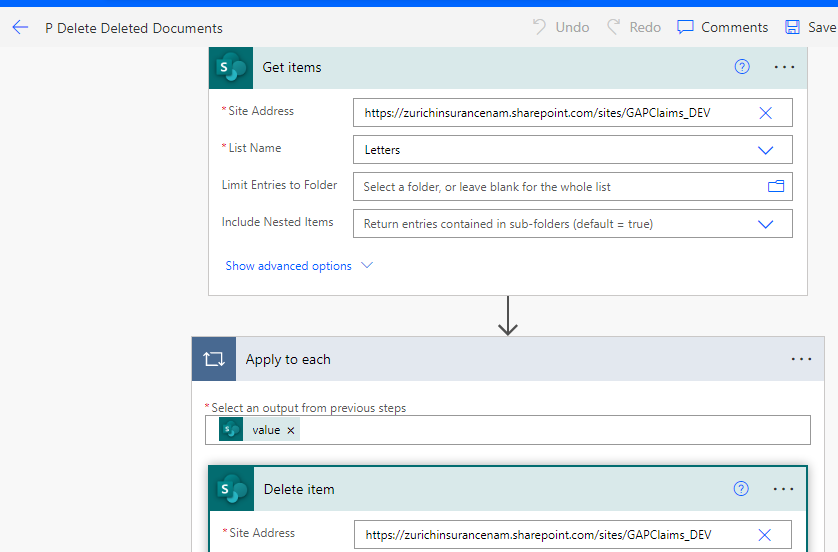 P Delete Deleted Documents
Undo
Redo
Comments
Save
S
Get items
?
*Site Address
https://zurichinsurancenam.sharepoint.com/sites/GAPClaims_DEV
*List Name
Letters
Limit Entries to Folder
Select a folder, or leave blank for the whole list
Include Nested Items
Return entries contained in sub-folders (default = true)
Show advanced options
Apply to each
*Select an output from previous steps
S
value ×
S
Delete item
?
*Site Address
https://zurichinsurancenam.sharepoint.com/sites/GAPClaims_DEV